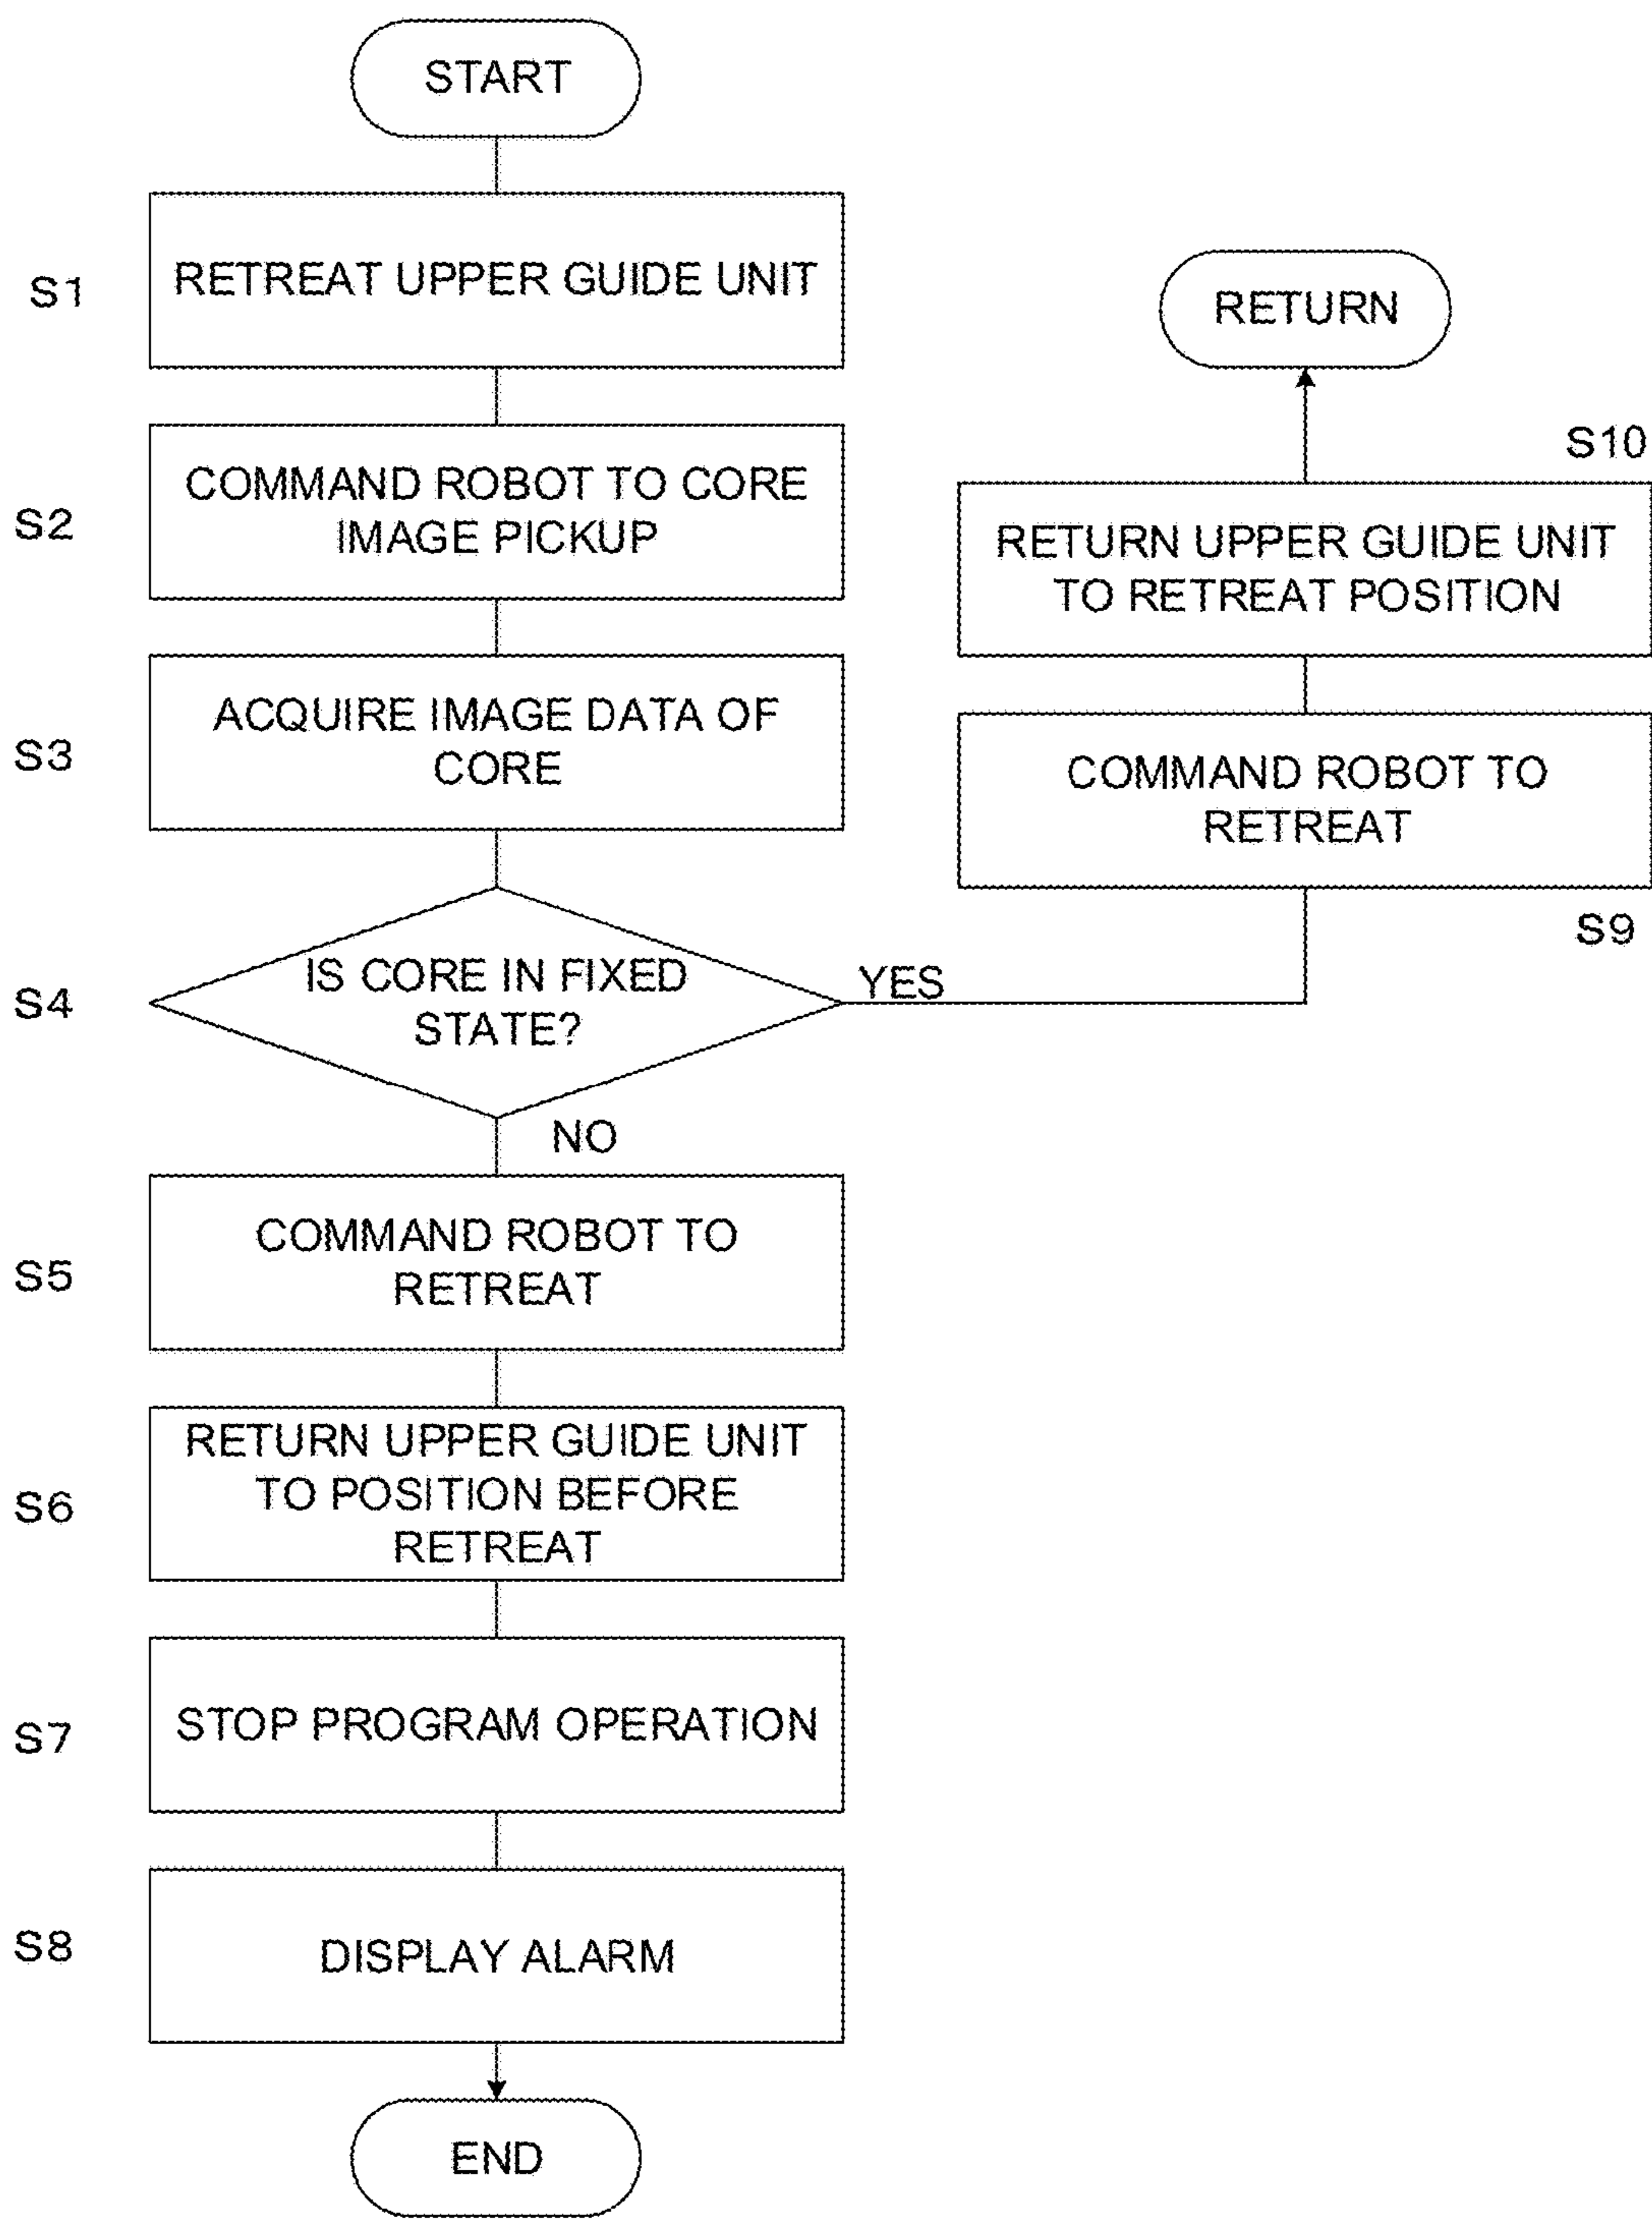 START
S1
RETREAT UPPER GUIDE UNIT
S2
COMMAND ROBOT TO CORE
IMAGE PICKUP
S3
ACQUIRE IMAGE DATA OF
CORE
S4
IS CORE IN FIXED
STATE?
YES
NO
S5
COMMAND ROBOT TO
RETREAT
S6
RETURN UPPER GUIDE UNIT
TO POSITION BEFORE
RETREAT
S7
STOP PROGRAM OPERATION
S8
DISPLAY ALARM
END
RETURN
S10
RETURN UPPER GUIDE UNIT
TO RETREAT POSITION
COMMAND ROBOT TO
RETREAT
S9